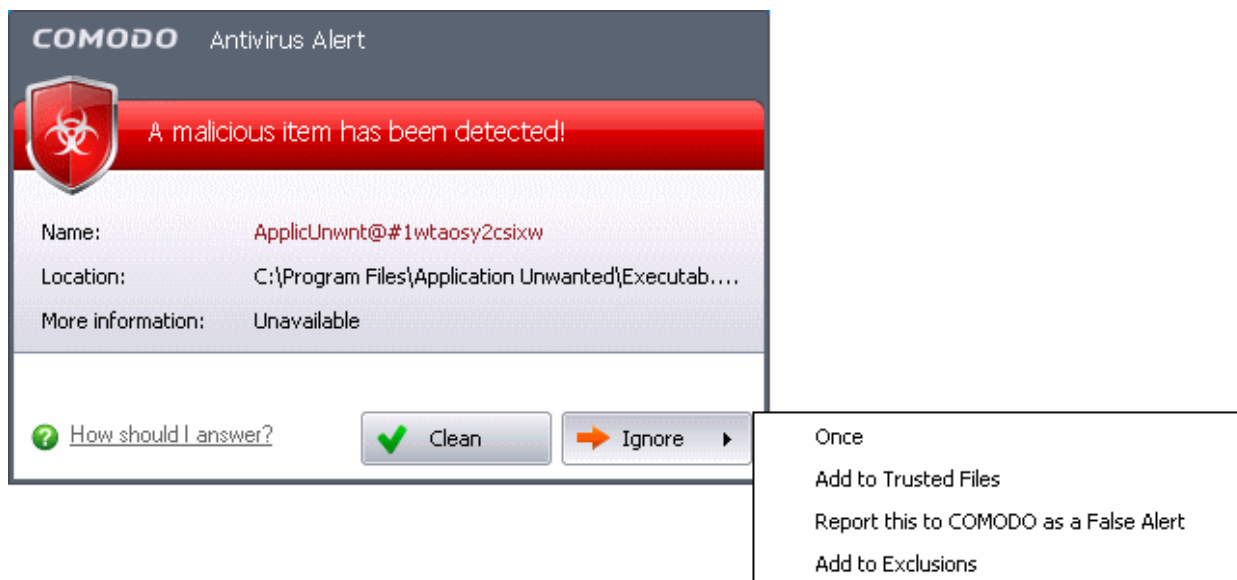 COMODO Antivirus Alert
A malicious item has been detected!
Name: ApplicUnwnt@#1wtaosy2csixw
Location: C:\Program Files\Application Unwanted\Executab....
More information: Unavailable
How should I answer? Clean Ignore
Once
Add to Trusted Files
Report this to COMODO as a False Alert
Add to Exclusions